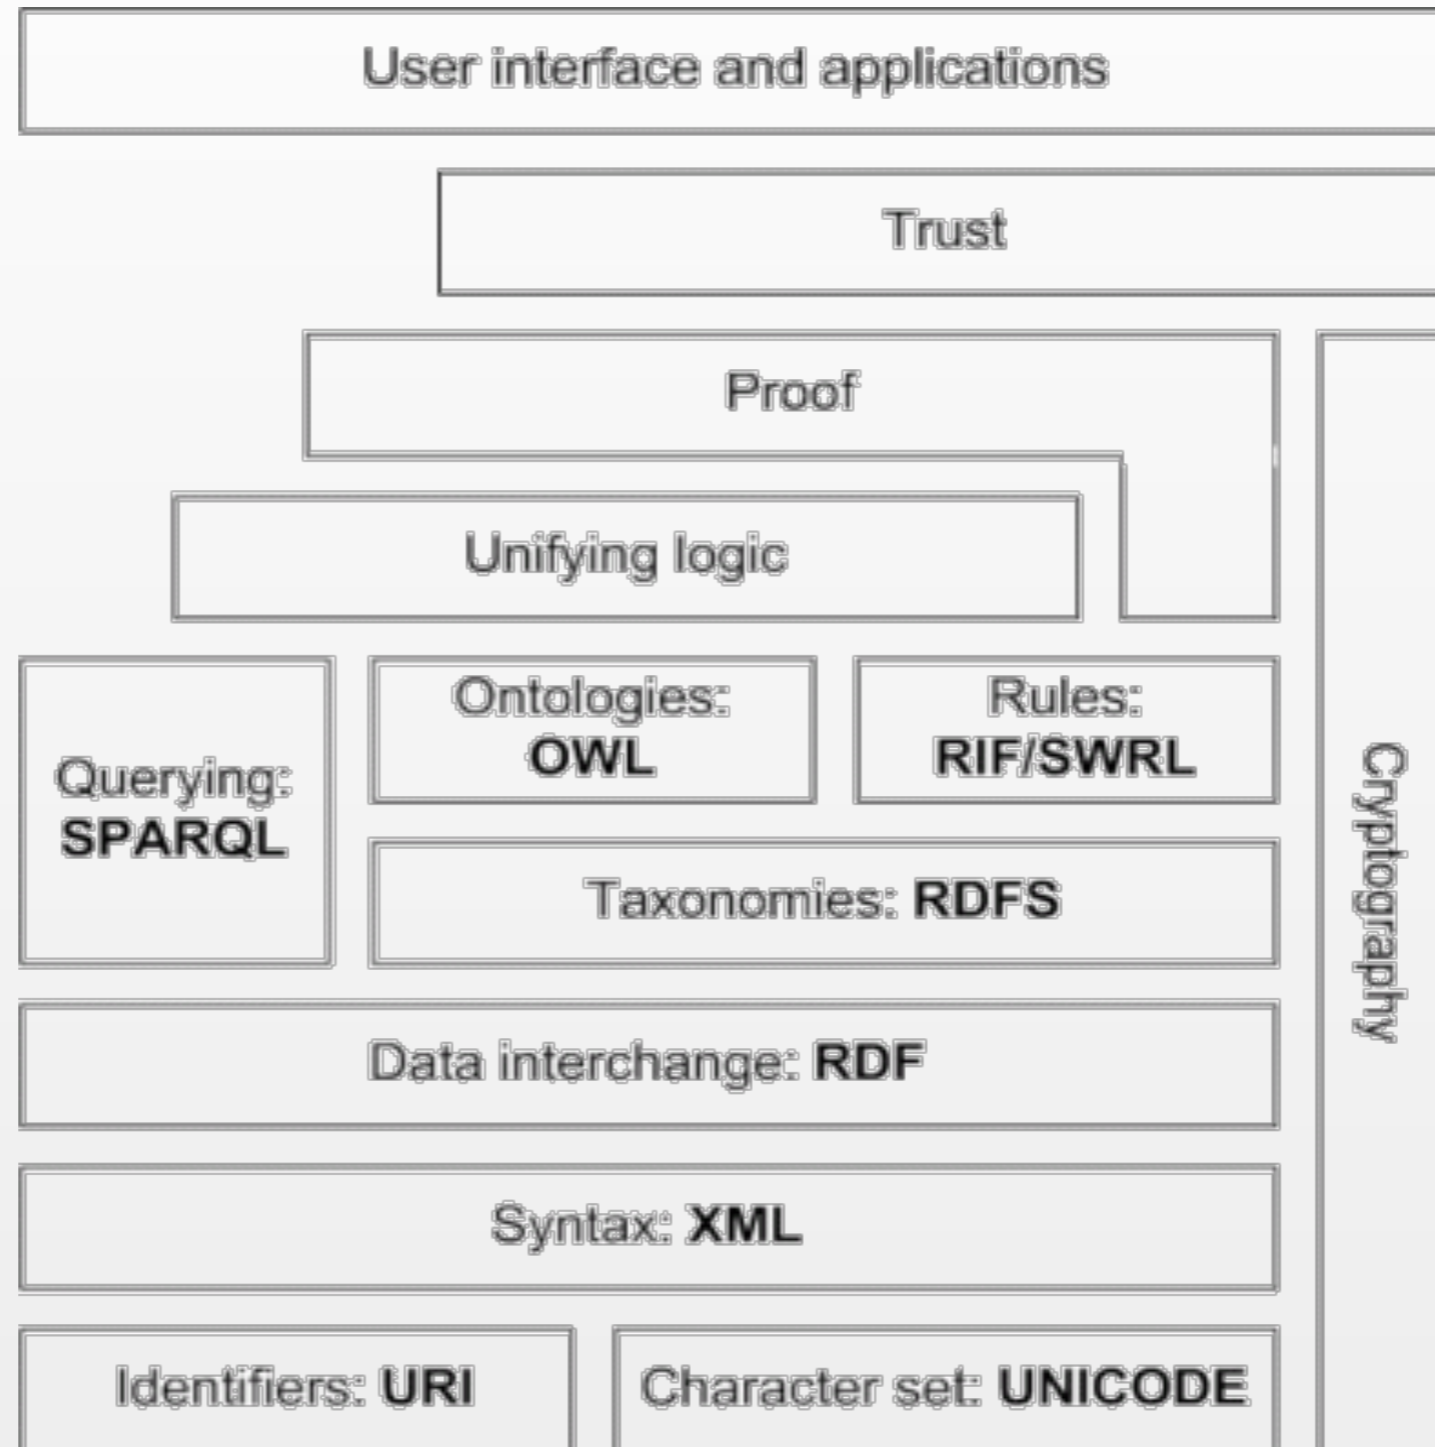 User interface and applications
Trust
Proof
Unifying logic
Ontologies:
OWL
Rules:
RIF/SWRL
Querying:
SPARQL
Taxonomies: RDFS
Cryptography
Data interchange: RDF
Syntax: XML
Identifiers: URI
Character set: UNICODE